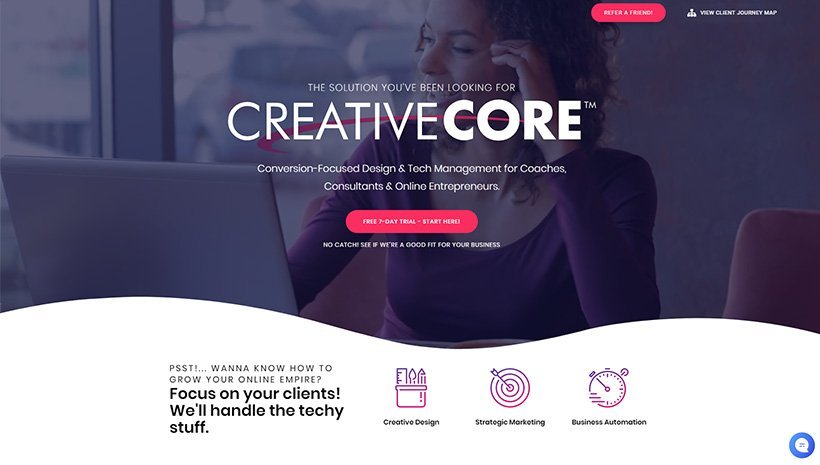 REFER A FRIEND!
VIEW CLIENT JOURNEY MAP
THE SOLUTION YOU'VE BEEN LOOKING FOR
CREATIVECORE™
Conversion-Focused Design & Tech Management for Coaches,
Consultants & Online Entrepreneurs.
FREE 7-DAY TRIAL - START HERE!
NO CATCH! SEE IF WE'RE A GOOD FIT FOR YOUR BUSINESS
PSST!... WANNA KNOW HOW TO
GROW YOUR ONLINE EMPIRE?
Focus on your clients!
We'll handle the techy
stuff.
Creative Design
Strategic Marketing
Business Automation